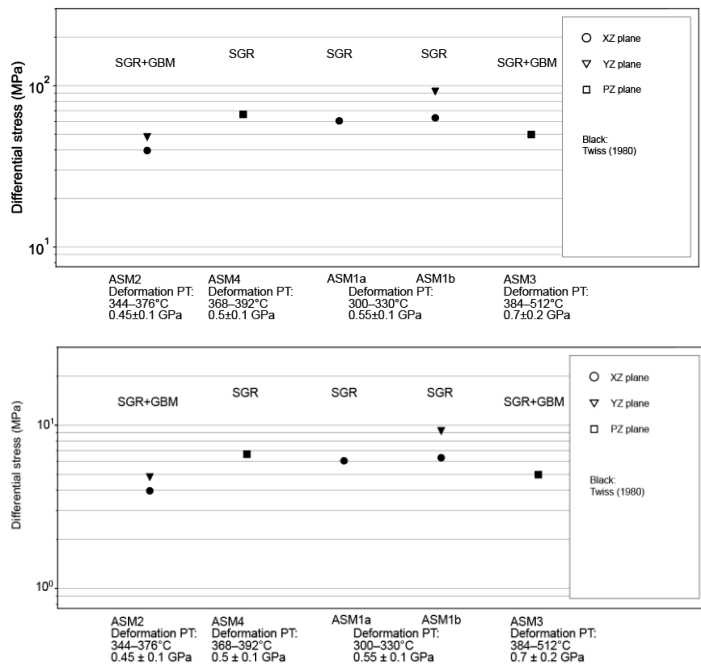 Differential stress (MPa)
10²
10¹
SGR+GBM
SGR
SGR
SGR
SGR+GBM
XZ plane
YZ plane
PZ plane
Black:
Twiss (1980)
ASM2
Deformation PT:
344–376°C
0.45±0.1 GPa
ASM4
Deformation PT:
368–392°C
0.5±0.1 GPa
ASM1a ASM1b
Deformation PT:
300–330°C
0.55±0.1 GPa
ASM3
Deformation PT:
384–512°C
0.7±0.2 GPa
Differential stress (MPa)
10¹
10⁰
SGR+GBM
SGR
SGR
SGR
SGR+GBM
XZ plane
YZ plane
PZ plane
Black:
Twiss (1980)
ASM2
Deformation PT:
344–376°C
0.45 ± 0.1 GPa
ASM4
Deformation PT:
368–392°C
0.5 ± 0.1 GPa
ASM1a ASM1b
Deformation PT:
300–330°C
0.55 ± 0.1 GPa
ASM3
Deformation PT:
384–512°C
0.7 ± 0.2 GPa